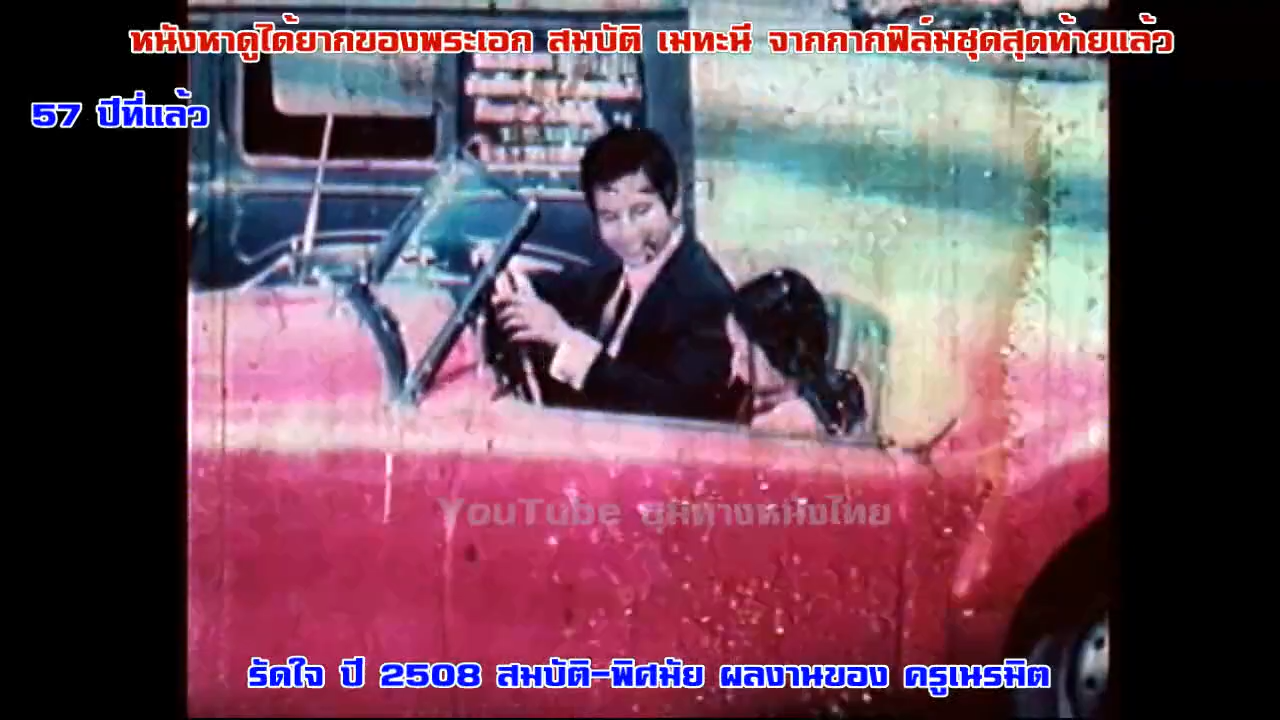 หนังหาดูได้ยากของพระเอก สมบัติ เมทะนี จากกากฟิล์มชุดสุดท้ายแล้ว
57 ปีที่แล้ว
YouTube ขุมทางหนังไทย
รัดใจ ปี 2508 สมบัติ-พิศมัย ผลงานของ ครูเนรมิต